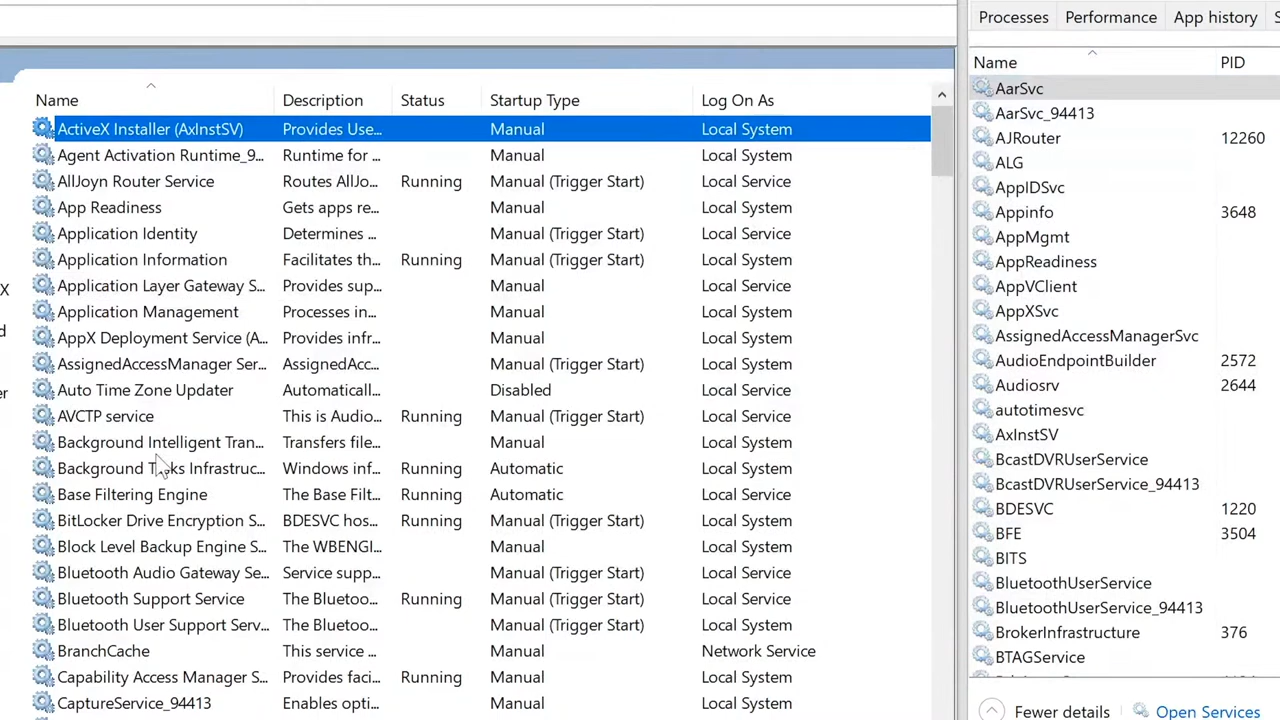 Name Description Status Startup Type Log On As
ActiveX Installer (AxInstSV) Provides Use... Manual Local System
Agent Activation Runtime_9... Runtime for ... Manual Local System
AllJoyn Router Service Routes AllJo... Running Manual (Trigger Start) Local Service
App Readiness Gets apps re... Manual Local System
Application Identity Determines ... Manual (Trigger Start) Local Service
Application Information Facilitates th... Running Manual (Trigger Start) Local System
Application Layer Gateway S... Provides sup... Manual Local Service
Application Management Processes in... Manual Local System
AppX Deployment Service (A... Provides infr... Manual Local System
AssignedAccessManager Ser... AssignedAcc... Manual (Trigger Start) Local System
Auto Time Zone Updater Automaticall... Disabled Local Service
AVCTP service This is Audio... Running Manual (Trigger Start) Local Service
Background Intelligent Tran... Transfers file... Manual Local System
Background Tasks Infrastruc... Windows inf... Running Automatic Local System
Base Filtering Engine The Base Filt... Running Automatic Local Service
BitLocker Drive Encryption S... BDESVC hos... Running Manual (Trigger Start) Local System
Block Level Backup Engine S... The WBENGI... Manual Local System
Bluetooth Audio Gateway Se... Service supp... Manual (Trigger Start) Local Service
Bluetooth Support Service The Bluetoo... Running Manual (Trigger Start) Local Service
Bluetooth User Support Serv... The Bluetoo... Manual (Trigger Start) Local System
BranchCache This service ... Manual Network Service
Capability Access Manager S... Provides faci... Running Manual (Trigger Start) Local System
CaptureService_94413 Enables opti... Manual Local System
Processes Performance App history
Name PID
AarSvc
AarSvc_94413
AJRouter 12260
ALG
AppIDSvc
Appinfo 3648
AppMgmt
AppReadiness
AppVClient
AppXSvc
AssignedAccessManagerSvc
AudioEndpointBuilder 2572
Audiosrv 2644
autotimesvc
AxInstSV
BcastDVRUserService
BcastDVRUserService_94413
BDESVC 1220
BFE 3504
BITS
BluetoothUserService
BluetoothUserService_94413
BrokerInfrastructure 376
BTAGService
Fewer details Open Services